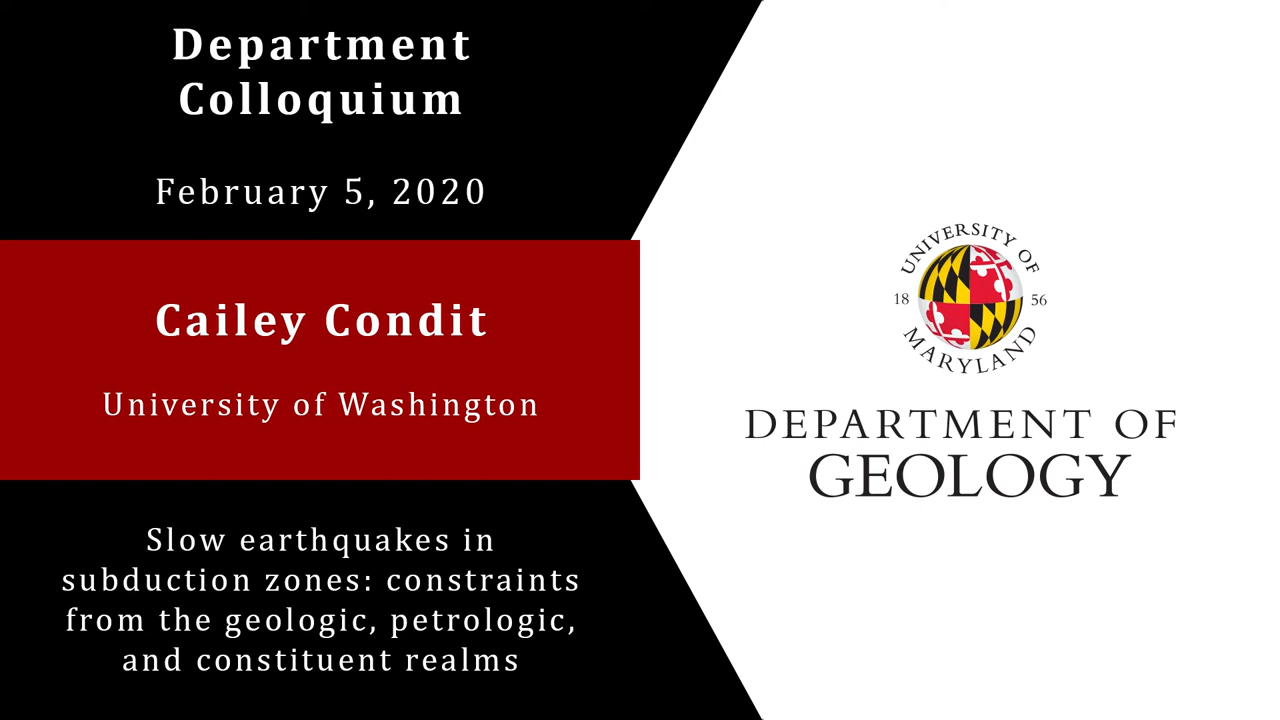 Department
Colloquium
February 5, 2020
Cailey Condit
University of Washington
Slow earthquakes in
subduction zones: constraints
from the geologic, petrologic,
and constituent realms
UNIVERSITY OF
18 56
MARYLAND
DEPARTMENT OF
GEOLOGY